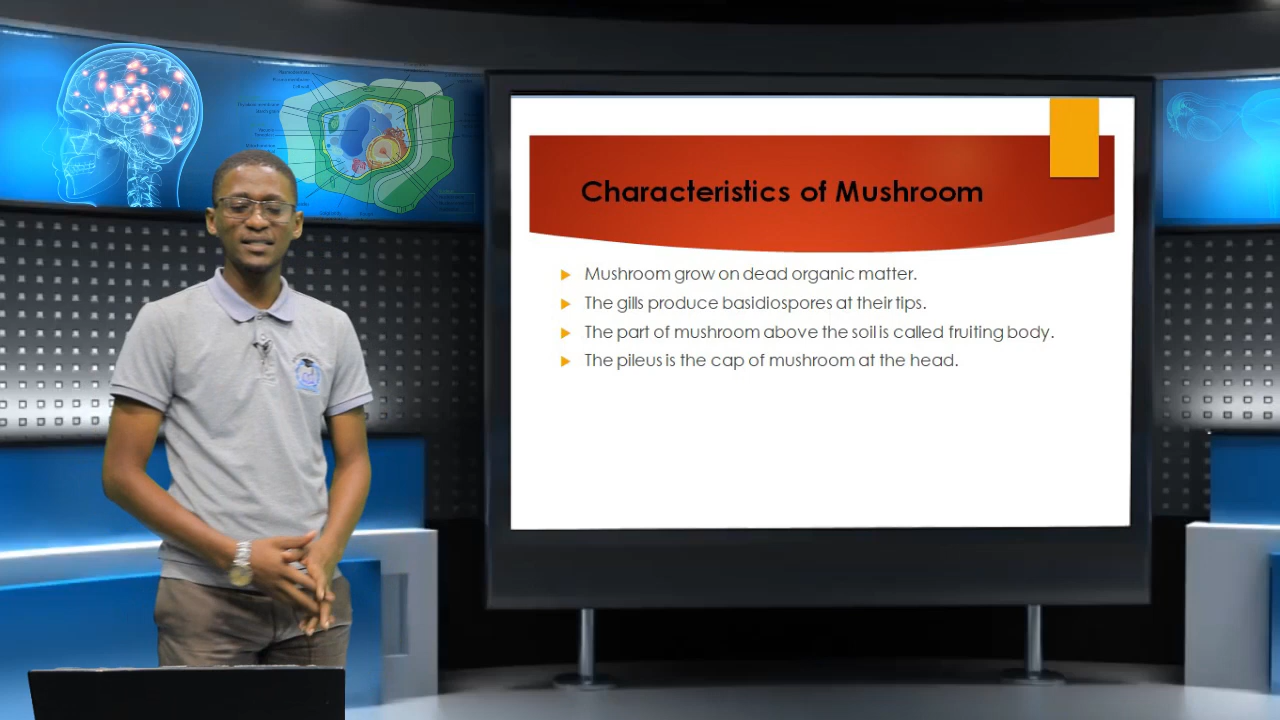 Characteristics of Mushroom
Mushroom grow on dead organic matter.
The gills produce basidiospores at their tips.
The part of mushroom above the soil is called fruiting body.
The pileus is the cap of mushroom at the head.